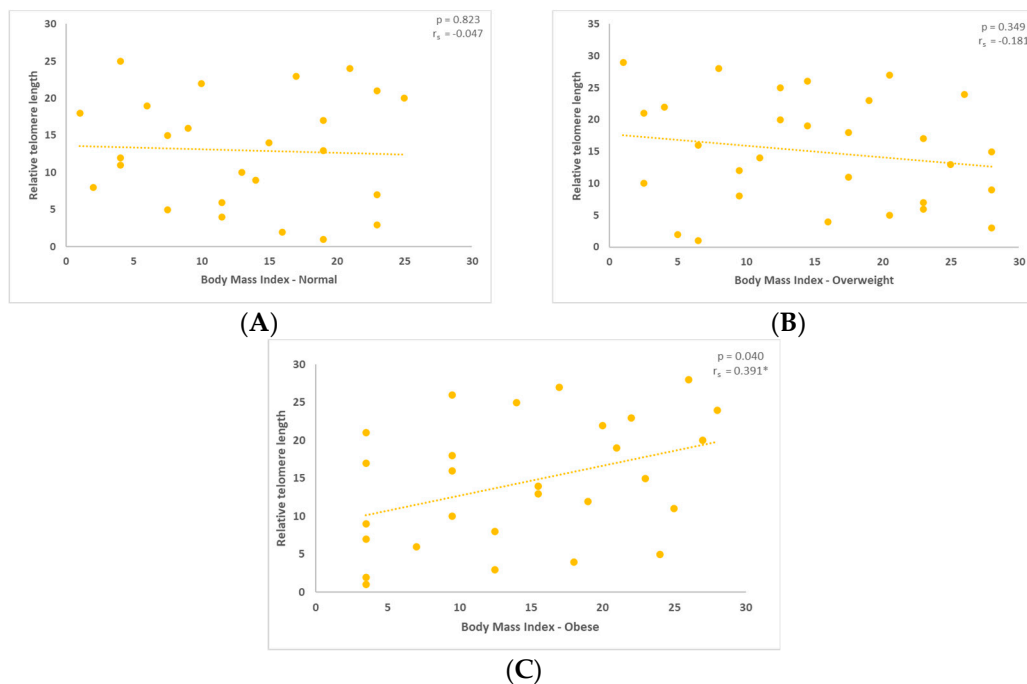 p = 0.823
rs = -0.047
30
25
20
15
10
5
0
Relative telomere length
0 5 10 15 20 25 30
Body Mass Index - Normal
(A)
p = 0.349
rs = -0.181
35
30
25
20
15
10
5
0
Relative telomere length
0 5 10 15 20 25 30
Body Mass Index - Overweight
(B)
p = 0.040
rs = 0.391*
30
25
20
15
10
5
0
Relative telomere length
0 5 10 15 20 25 30
Body Mass Index - Obese
(C)